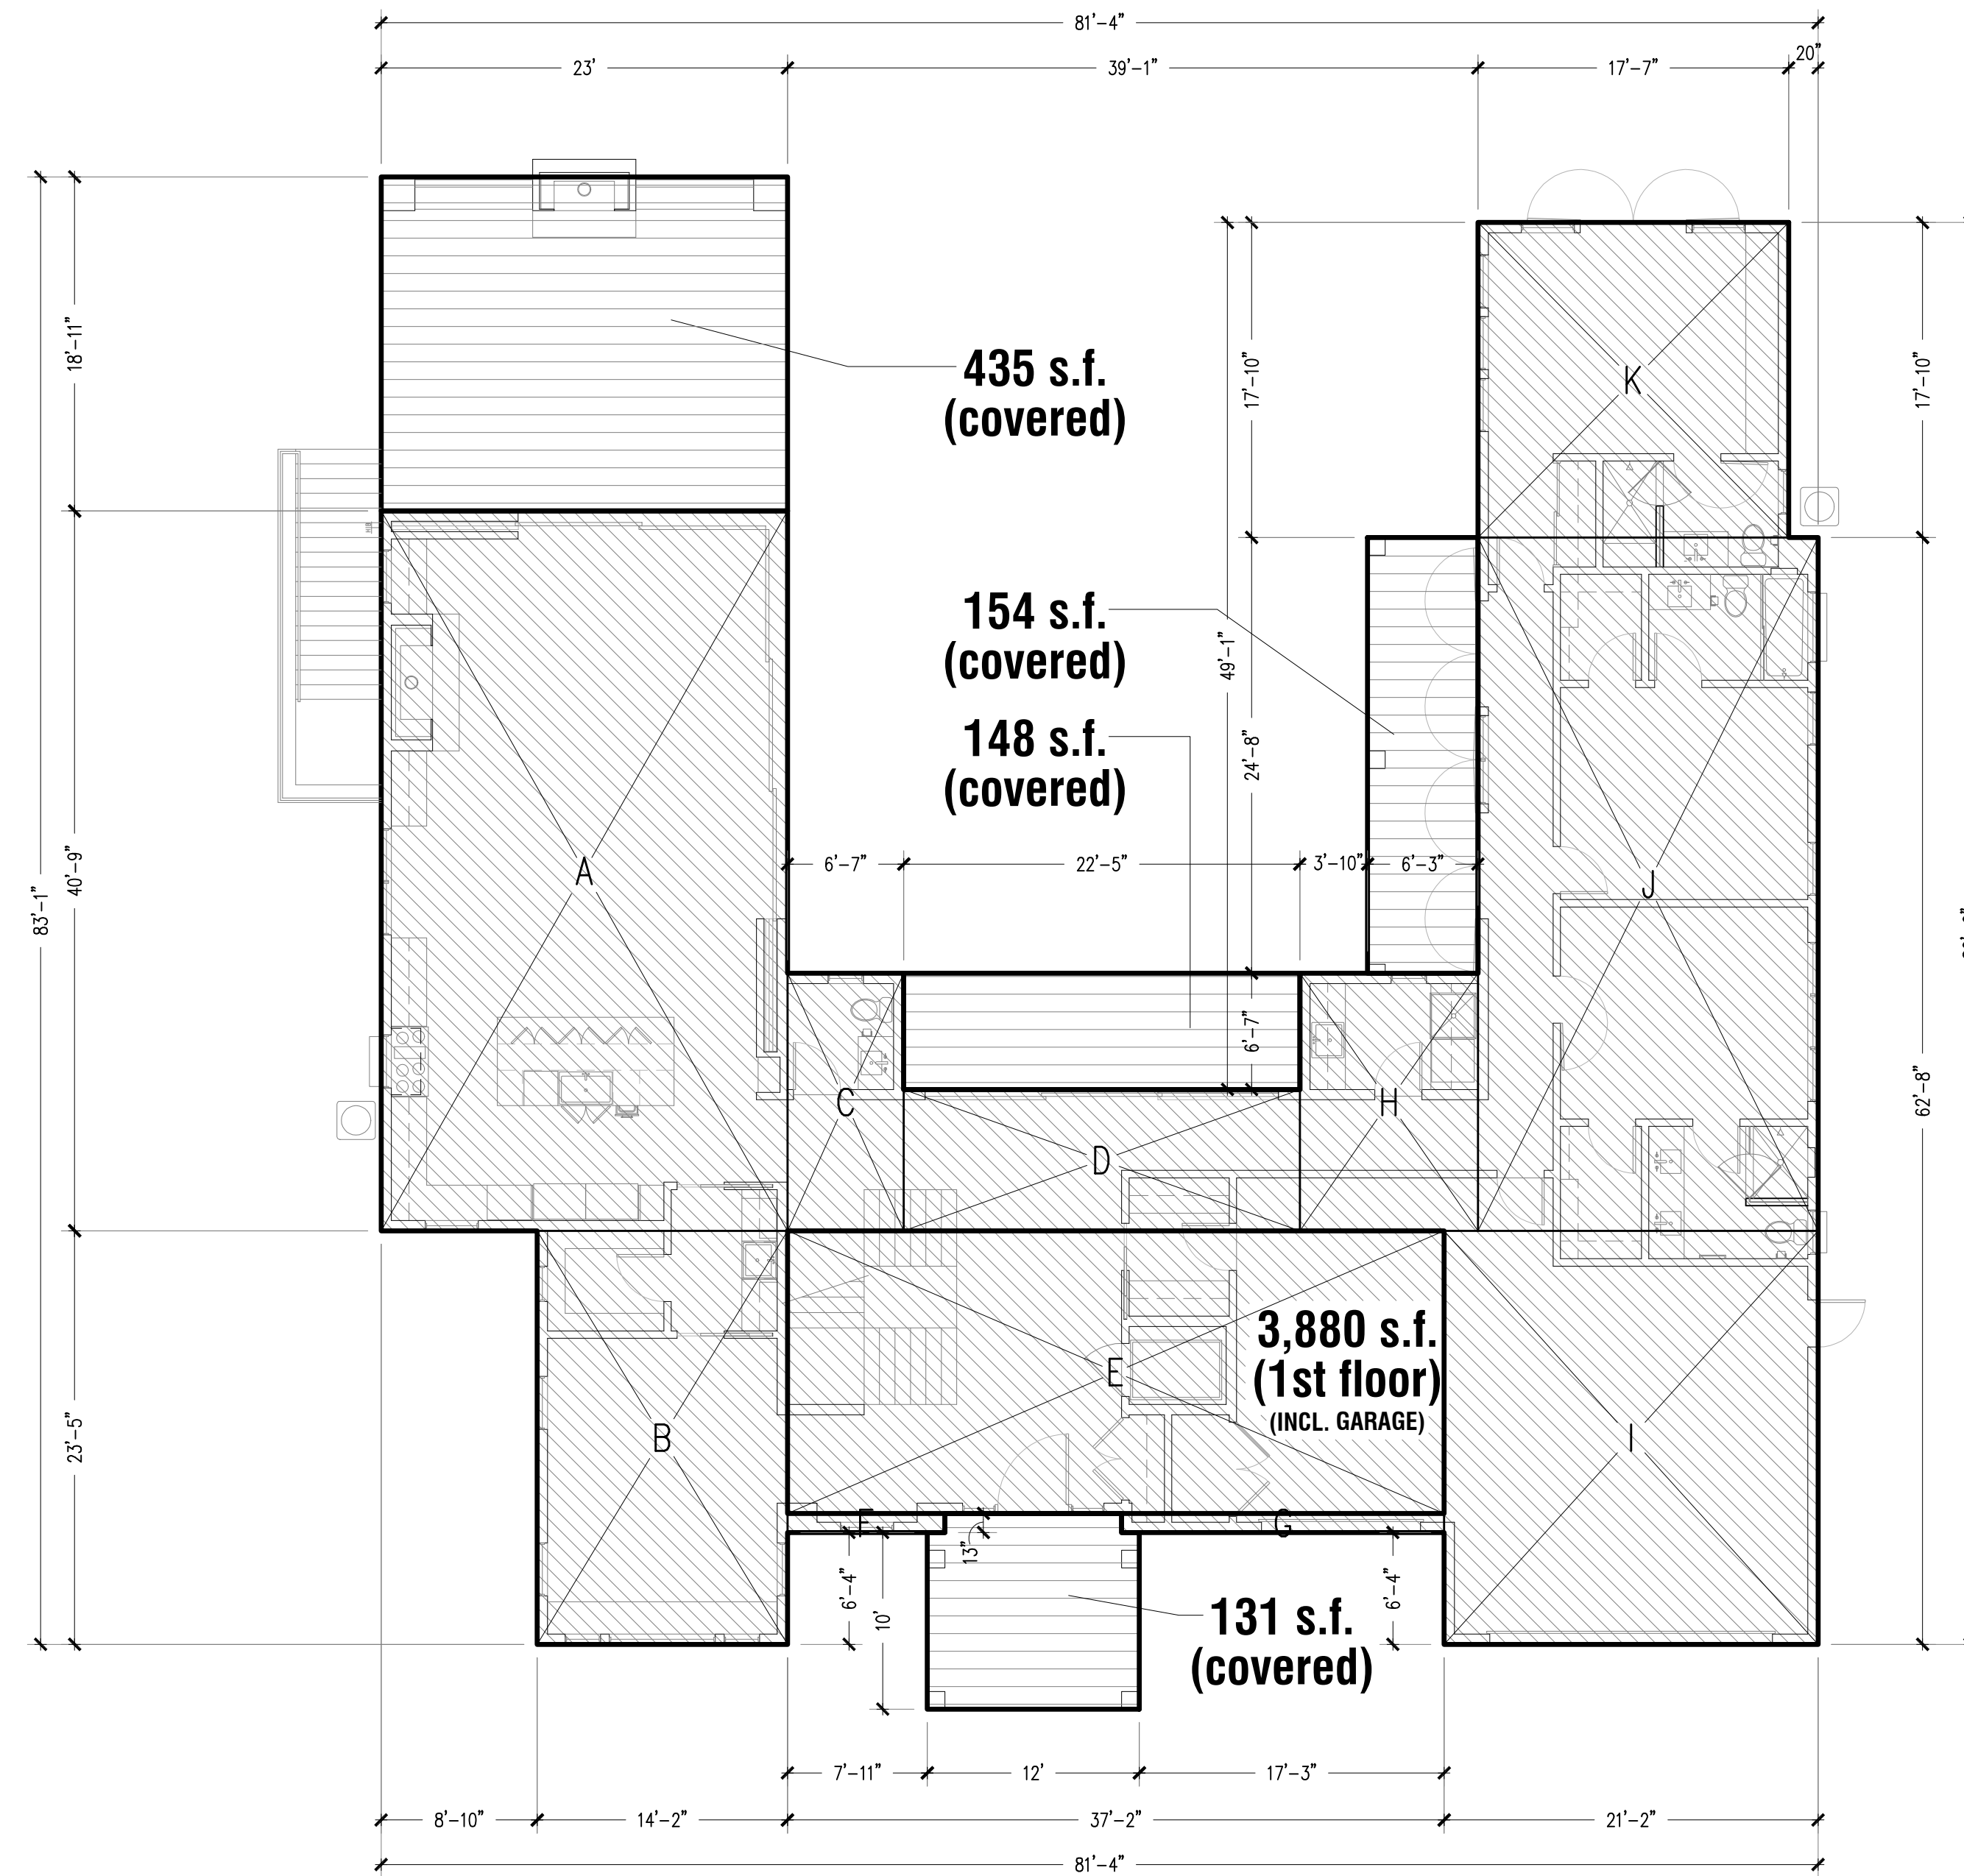 81’–4”
23’
39’–1”
17’–7”
20”
18’–11”
435 s.f.
(covered)
17’–10”
17’–10”
K
154 s.f.
(covered)
49’–1”
148 s.f.
(covered)
24’–8”
6’–7”
22’–5”
3’–10”
6’–3”
A
J
40’–9”
83’–1”
6’–7”
C
H
D
62’–8”
3,880 s.f.
(1st floor)
(INCL. GARAGE)
E
B
I
23’–5”
F
G
13”
6’–4”
10’
6’–4”
131 s.f.
(covered)
7’–11”
12’
17’–3”
8’–10”
14’–2”
37’–2”
21’–2”
81’–4”